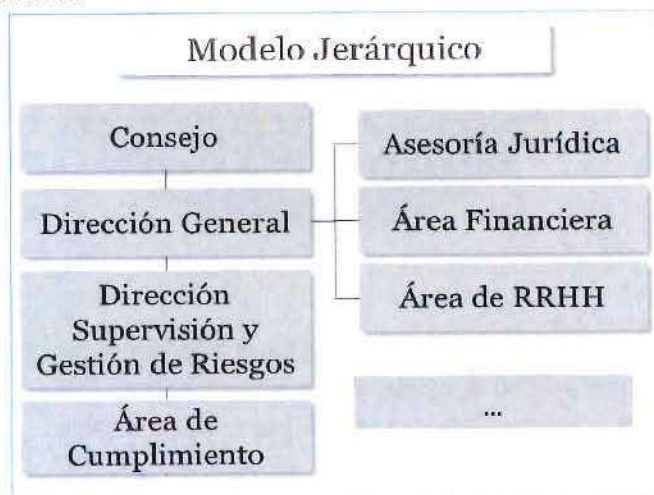 Modelo Jerárquico
Consejo
Dirección General
Dirección
Supervisión y
Gestión de Riesgos
Área de
Cumplimiento
Asesoría Jurídica
Área Financiera
Área de RRHH
...